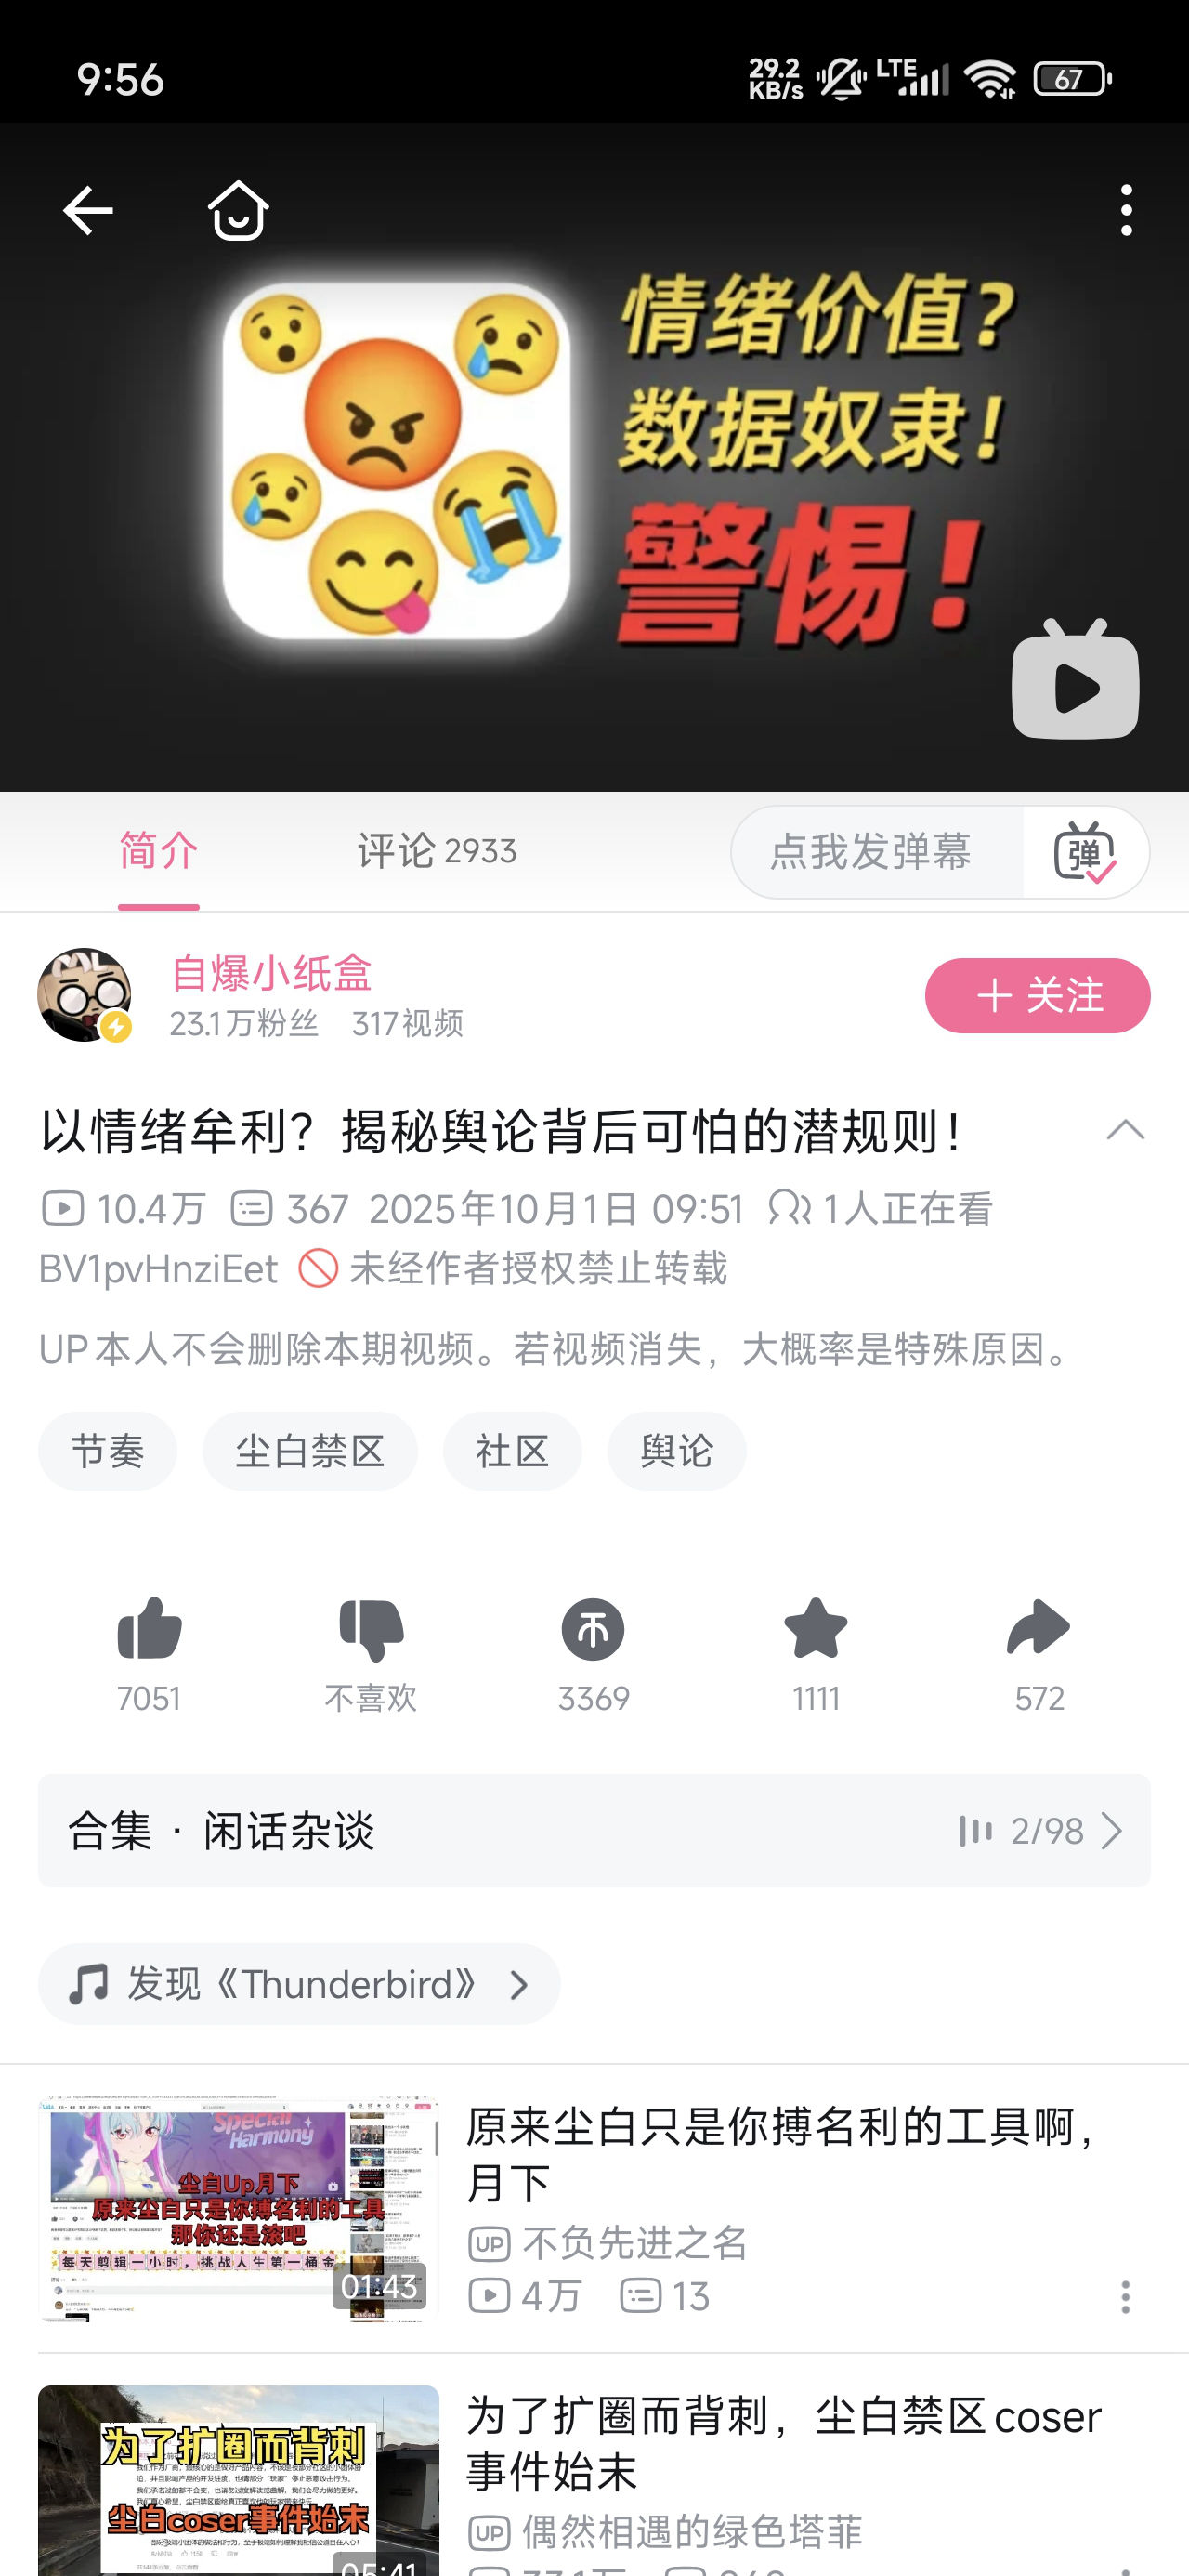 9:56
29.2
KB/s
LTE
67
情绪价值?
数据奴隶!
警惕!
简介
评论 2933
点我发弹幕
弹
自爆小纸盒
23.1万粉丝 317视频
+ 关注
以情绪牟利？揭秘舆论背后可怕的潜规则！
10.4万 367 2025年10月1日 09:51 1人正在看
BV1pvHnziEet 未经作者授权禁止转载
UP本人不会删除本期视频。若视频消失，大概率是特殊原因。
节奏 尘白禁区 社区 舆论
7051 不喜欢 3369 1111 572
合集 · 闲话杂谈
2/98
发现《Thunderbird》
Special
Harmony
尘白Up月下
原来尘白只是你搏名利的工具
那你还是滚吧
每天剪辑一小时，挑战人生第一桶金
01:43
原来尘白只是你搏名利的工具啊，
月下
UP 不负先进之名
4万 13
为了扩圈而背刺
尘白coser事件始末
05:41
为了扩圈而背刺，尘白禁区coser
事件始末
UP 偶然相遇的绿色塔菲